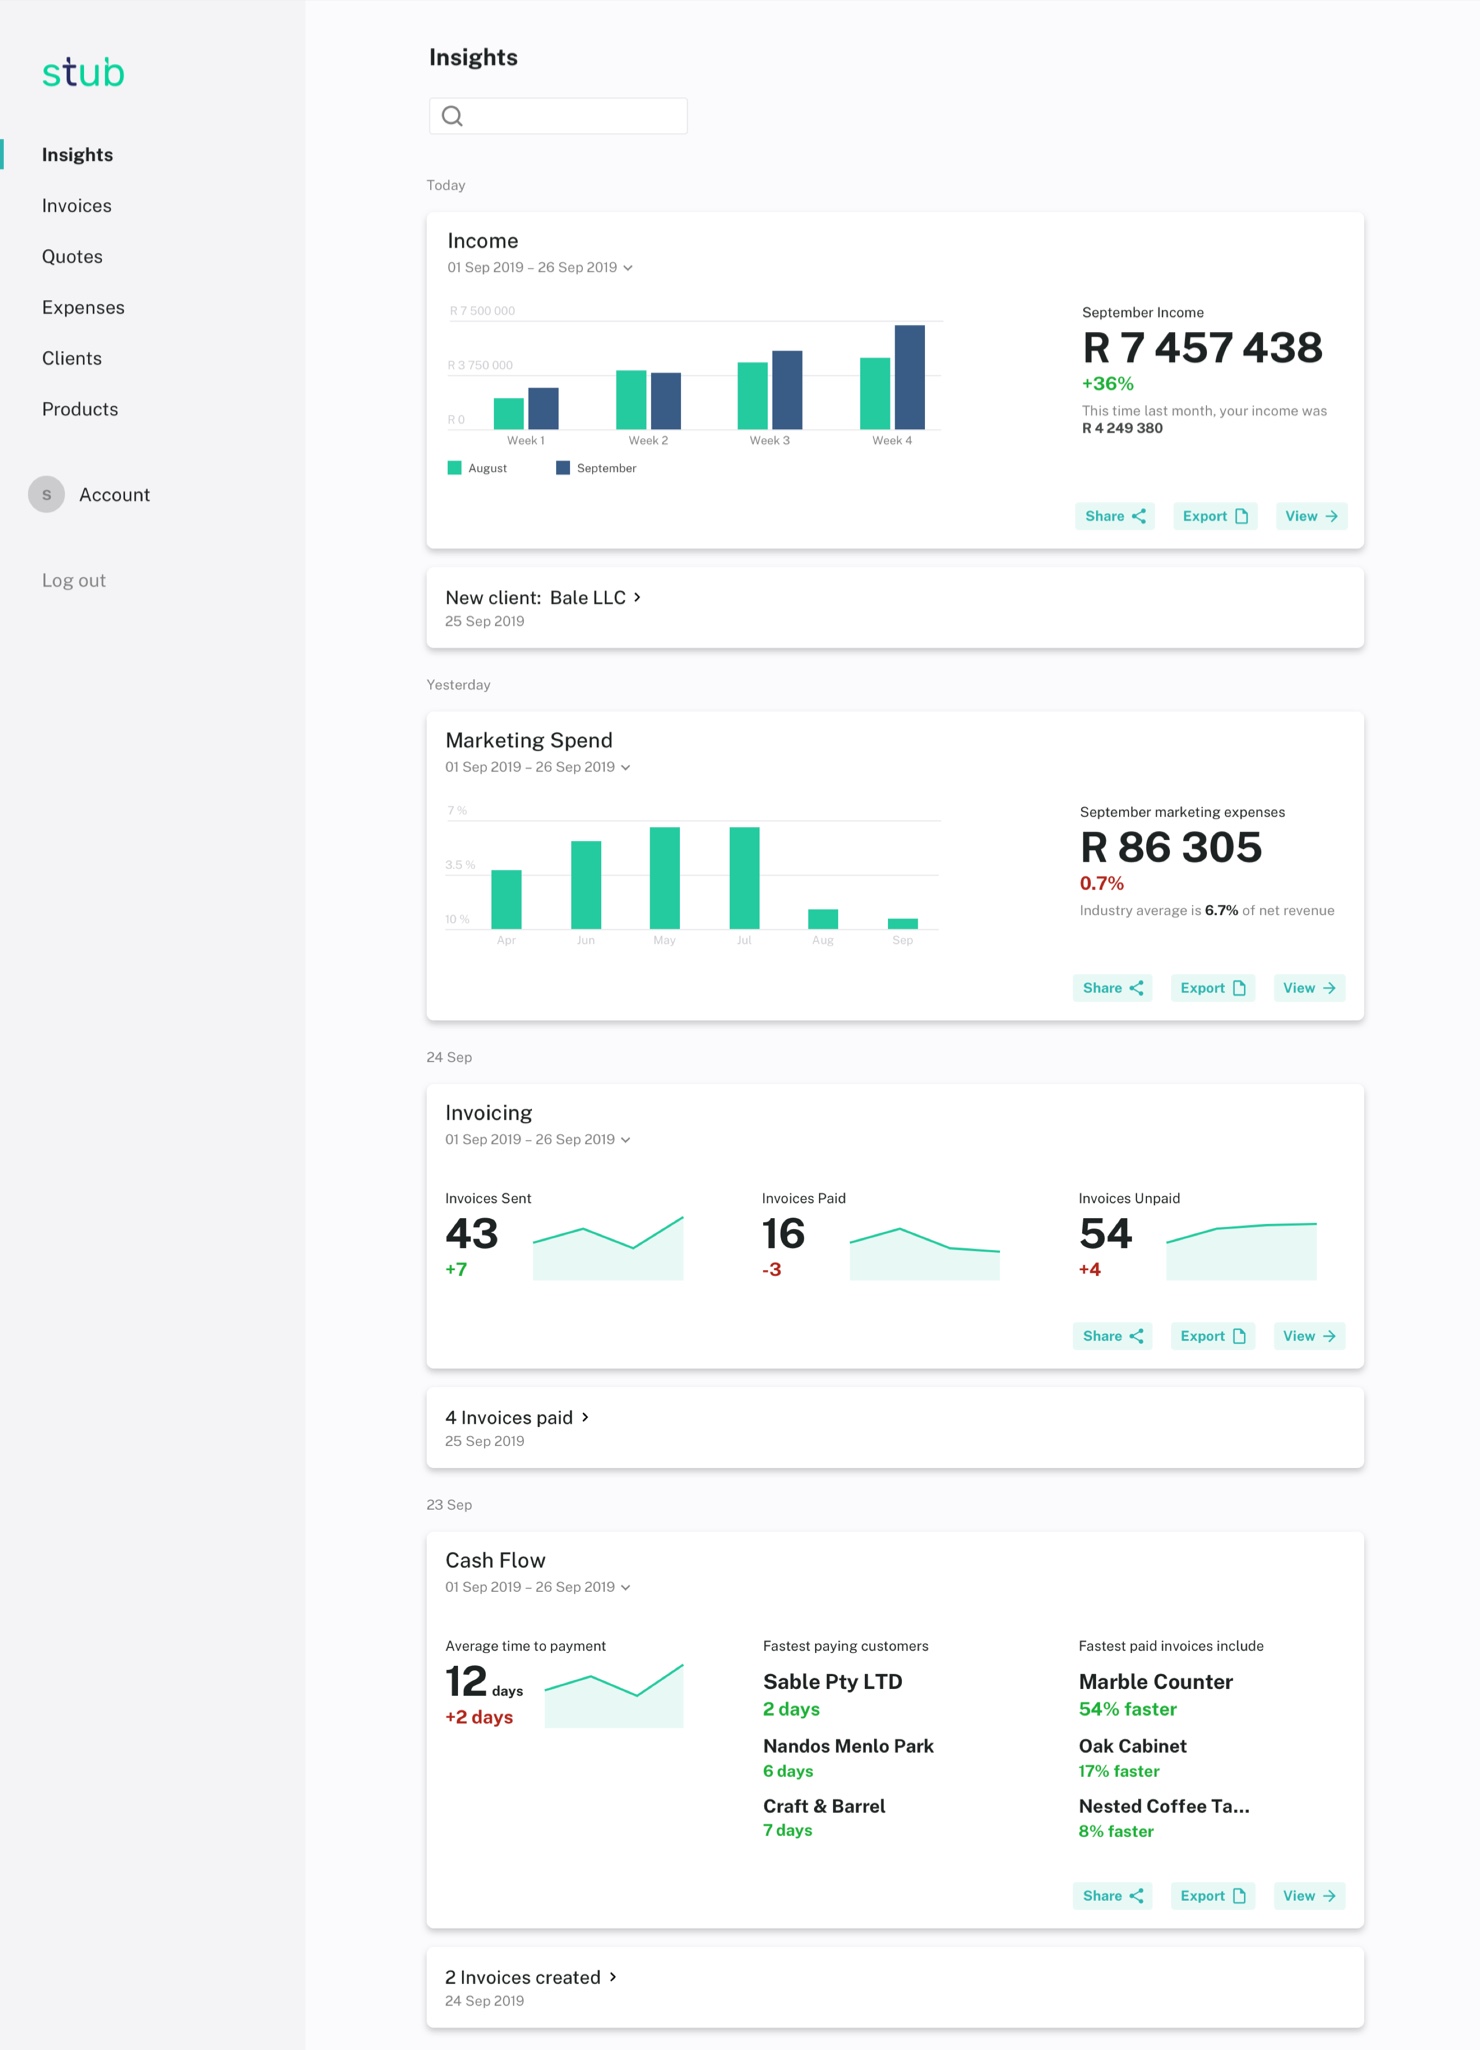 stub
Insights
Invoices
Quotes
Expenses
Clients
Products
S Account
Log out
Insights
Today
Income
01 Sep 2019 – 26 Sep 2019
R 7 500 000
R 3 750 000
R 0
Week 1 Week 2 Week 3 Week 4
August September
September Income
R 7 457 438
+36%
This time last month, your income was
R 4 249 380
Share Export View
New client: Bale LLC
25 Sep 2019
Yesterday
Marketing Spend
01 Sep 2019 – 26 Sep 2019
7 %
3.5 %
10 %
Apr Jun May Jul Aug Sep
September marketing expenses
R 86 305
0.7%
Industry average is 6.7% of net revenue
Share Export View
24 Sep
Invoicing
01 Sep 2019 – 26 Sep 2019
Invoices Sent
43
+7
Invoices Paid
16
-3
Invoices Unpaid
54
+4
Share Export View
4 Invoices paid
25 Sep 2019
23 Sep
Cash Flow
01 Sep 2019 – 26 Sep 2019
Average time to payment
12 days
+2 days
Fastest paying customers
Sable Pty LTD
2 days
Nandos Menlo Park
6 days
Craft & Barrel
7 days
Fastest paid invoices include
Marble Counter
54% faster
Oak Cabinet
17% faster
Nested Coffee Ta...
8% faster
Share Export View
2 Invoices created
24 Sep 2019